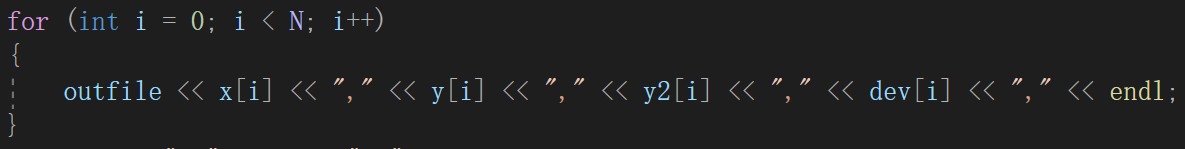 for (int i = 0; i < N; i++)
{
outfile << x[i] << "," << y[i] << "," << y2[i] << "," << dev[i] << "," << endl;
}